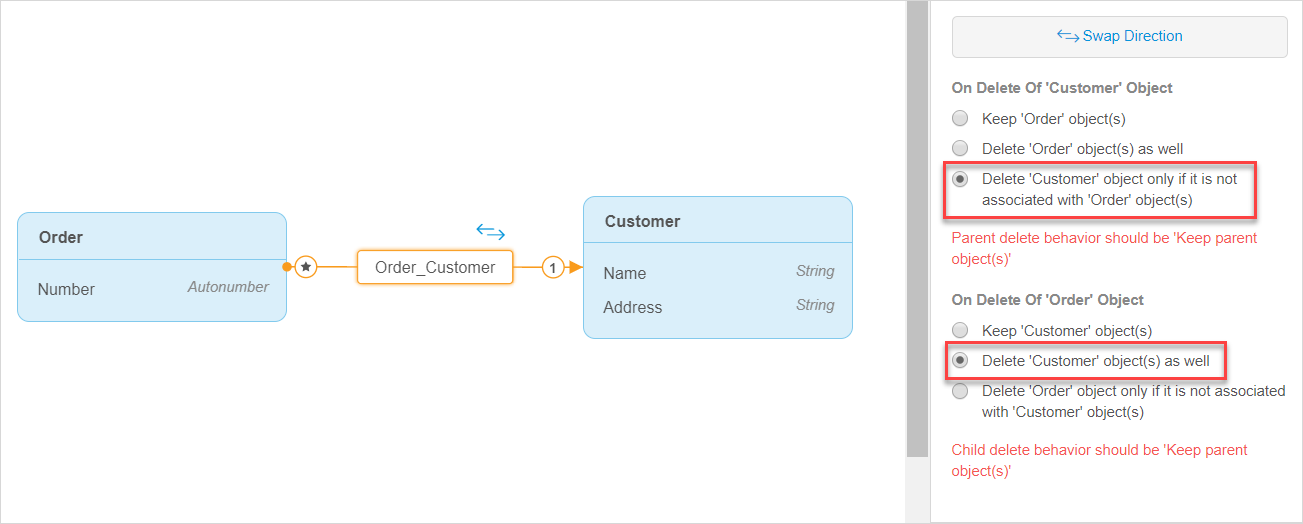 Swap Direction
On Delete Of 'Customer' Object
Keep 'Order' object(s)
Delete 'Order' object(s) as well
Delete 'Customer' object only if it is not
associated with 'Order' object(s)
Parent delete behavior should be 'Keep parent
object(s)'
On Delete Of 'Order' Object
Keep 'Customer' object(s)
Delete 'Customer' object(s) as well
Delete 'Order' object only if it is not associated
with 'Customer' object(s)
Child delete behavior should be 'Keep parent
object(s)'
Order
Number Autonumber
Order_Customer
1
Customer
Name String
Address String